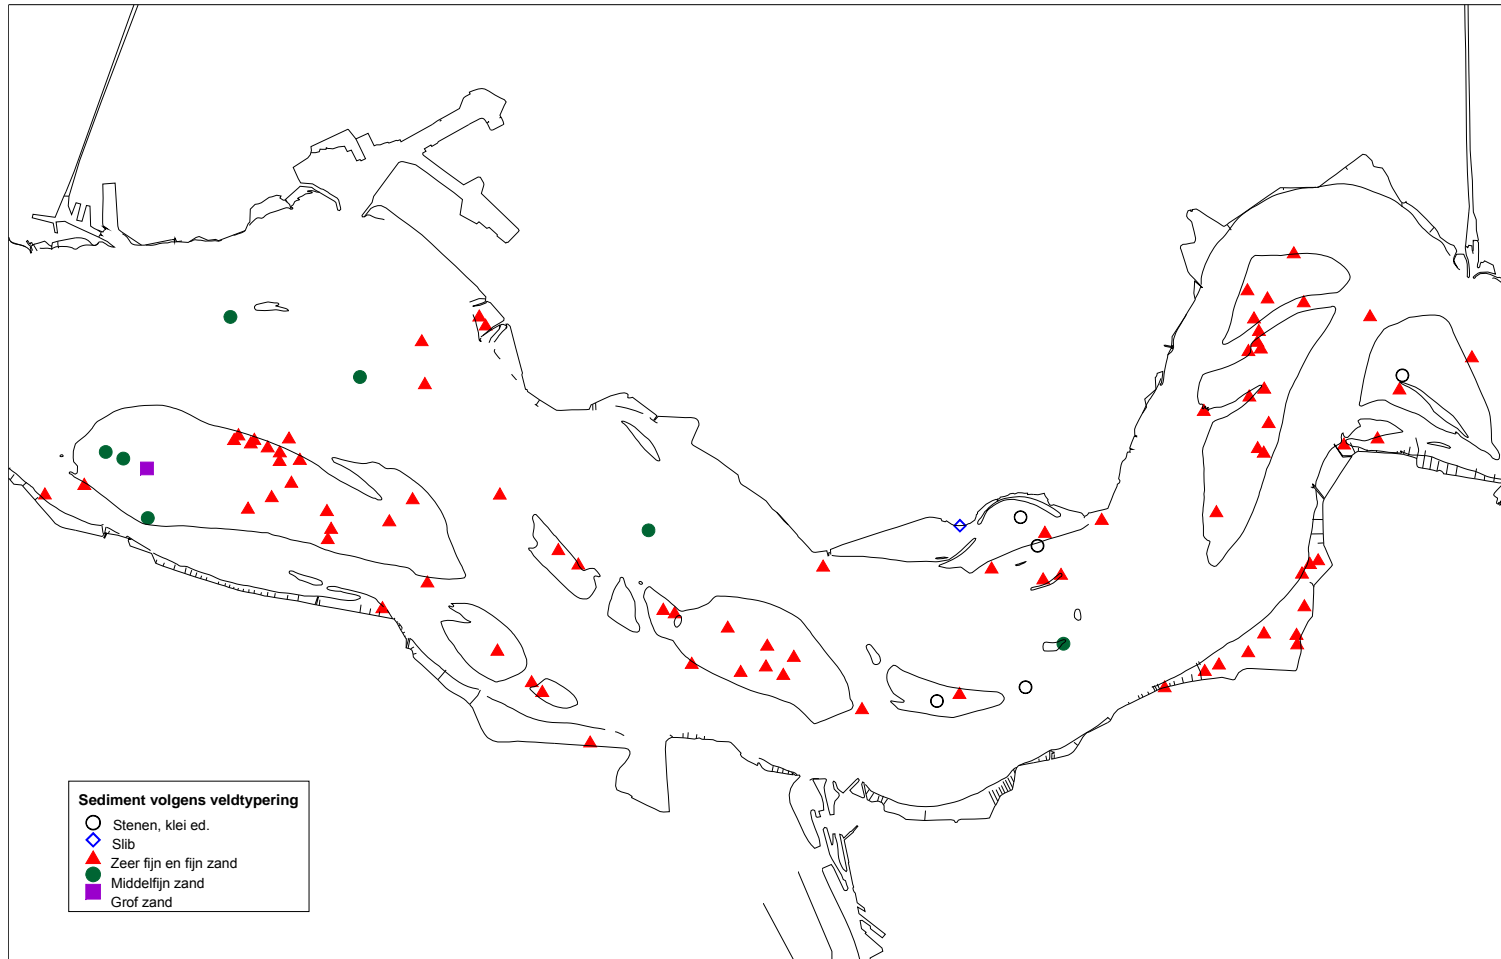 Sediment volgens veldtypering
Stenen, klei ed.
Slib
Zeer fijn en fijn zand
Middelfijn zand
Grof zand